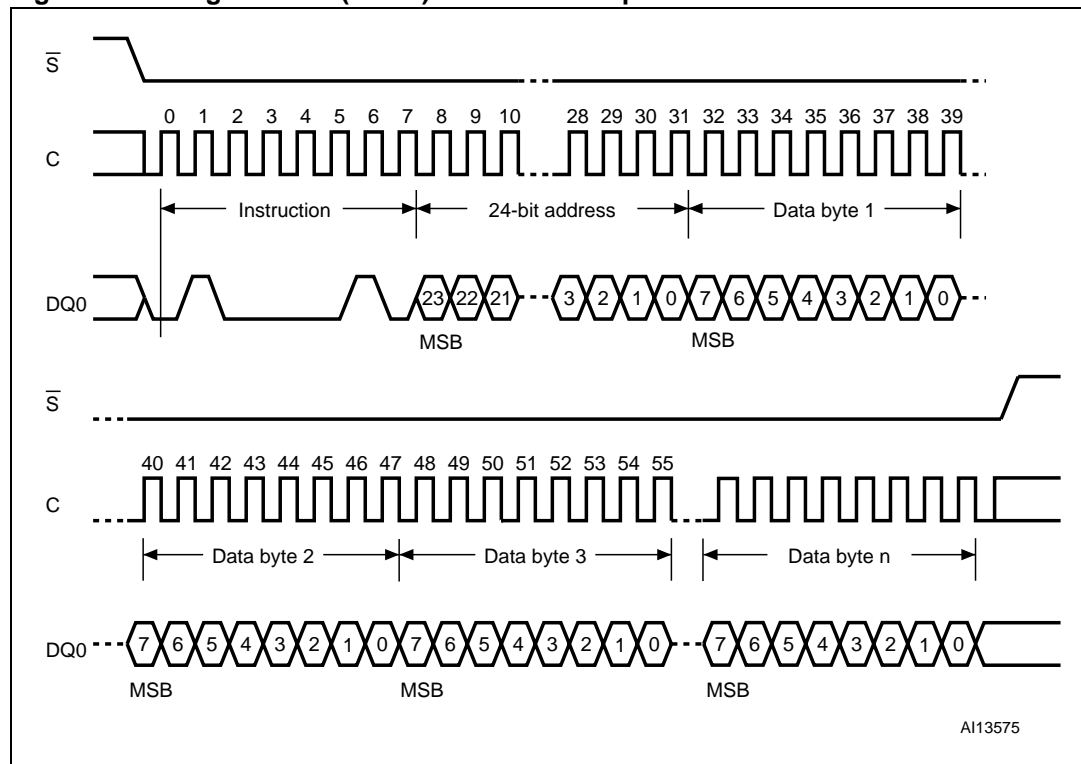 S
0 1 2 3 4 5 6 7 8 9 10 28 29 30 31 32 33 34 35 36 37 38 39
C
Instruction 24-bit address Data byte 1
DQ0 23 22 21 3 2 1 0 7 6 5 4 3 2 1 0
MSB MSB
S
40 41 42 43 44 45 46 47 48 49 50 51 52 53 54 55
C
Data byte 2 Data byte 3 Data byte n
DQ0 7 6 5 4 3 2 1 0 7 6 5 4 3 2 1 0 7 6 5 4 3 2 1 0
MSB MSB MSB
AI13575